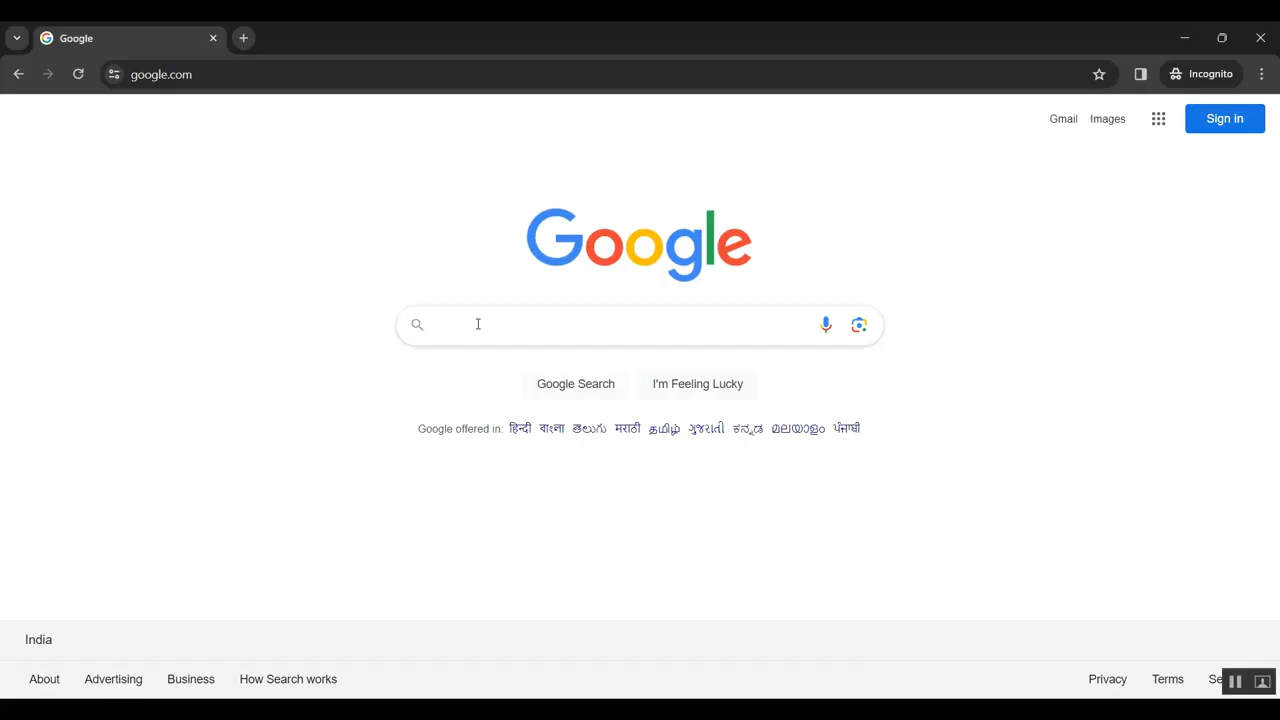 Google
google.com
Incognito
Gmail Images Sign in
Google
Google Search I'm Feeling Lucky
Google offered in: हिन्दी বাংলা తెలుగు मराठी தமிழ் ગુજરાતી ಕನ್ನಡ മലയാളം ਪੰਜਾਬੀ
India
About Advertising Business How Search works Privacy Terms Se